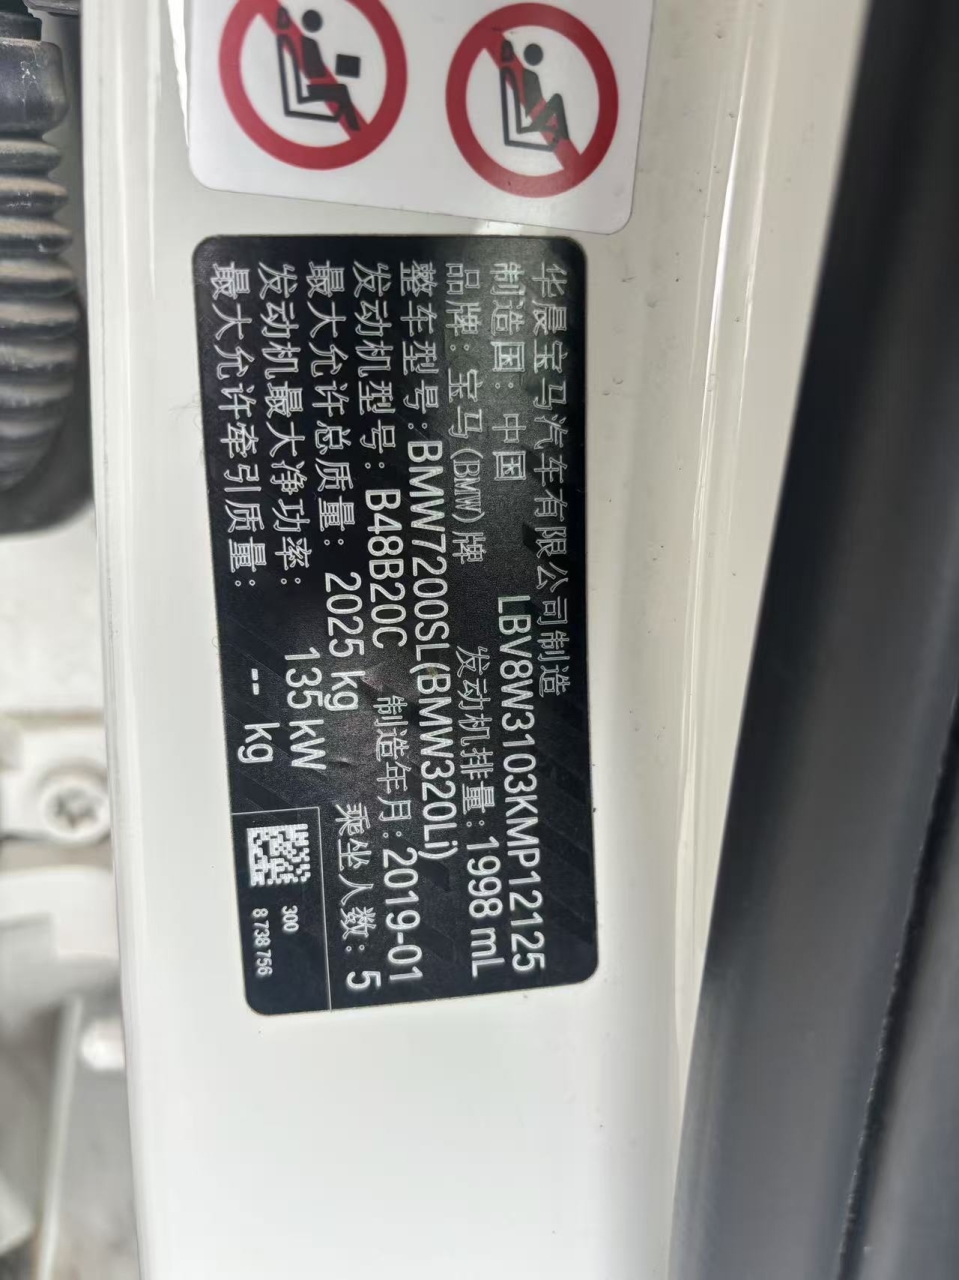 华晨宝马汽车有限公司制造
制造国：中国 LBV8W3103KMP12125
品牌：宝马(BMW)牌 发动机排量：1998 mL
整车型号：BMW7200SL(BMW320Li)
发动机型号：B48B20C 制造年月：2019-01
最大允许总质量：2025 kg 乘坐人数：5
发动机最大净功率：135 kW
最大允许牵引质量：-- kg
300
8 738 756